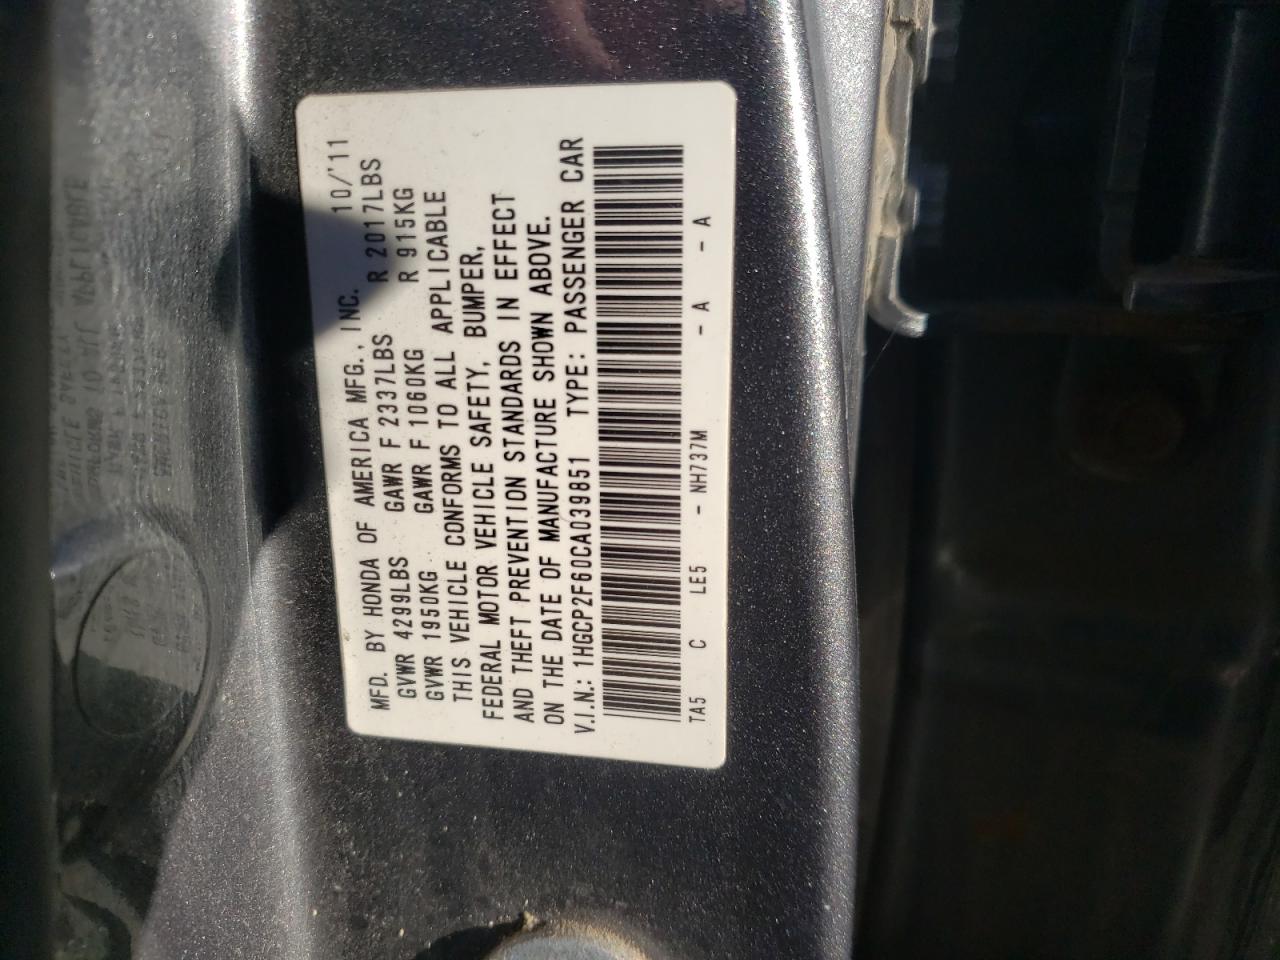 MFD. BY HONDA OF AMERICA MFG., INC. 10/'11
GVWR 4299LBS GAWR F 2337LBS R 2017LBS
GVWR 1950KG GAWR F 1060KG R 915KG
THIS VEHICLE CONFORMS TO ALL APPLICABLE
FEDERAL MOTOR VEHICLE SAFETY, BUMPER,
AND THEFT PREVENTION STANDARDS IN EFFECT
ON THE DATE OF MANUFACTURE SHOWN ABOVE.
V.I.N.: 1HGCP2F60CA039851 TYPE: PASSENGER CAR
TA5 C LE5 - NH737M - A - A